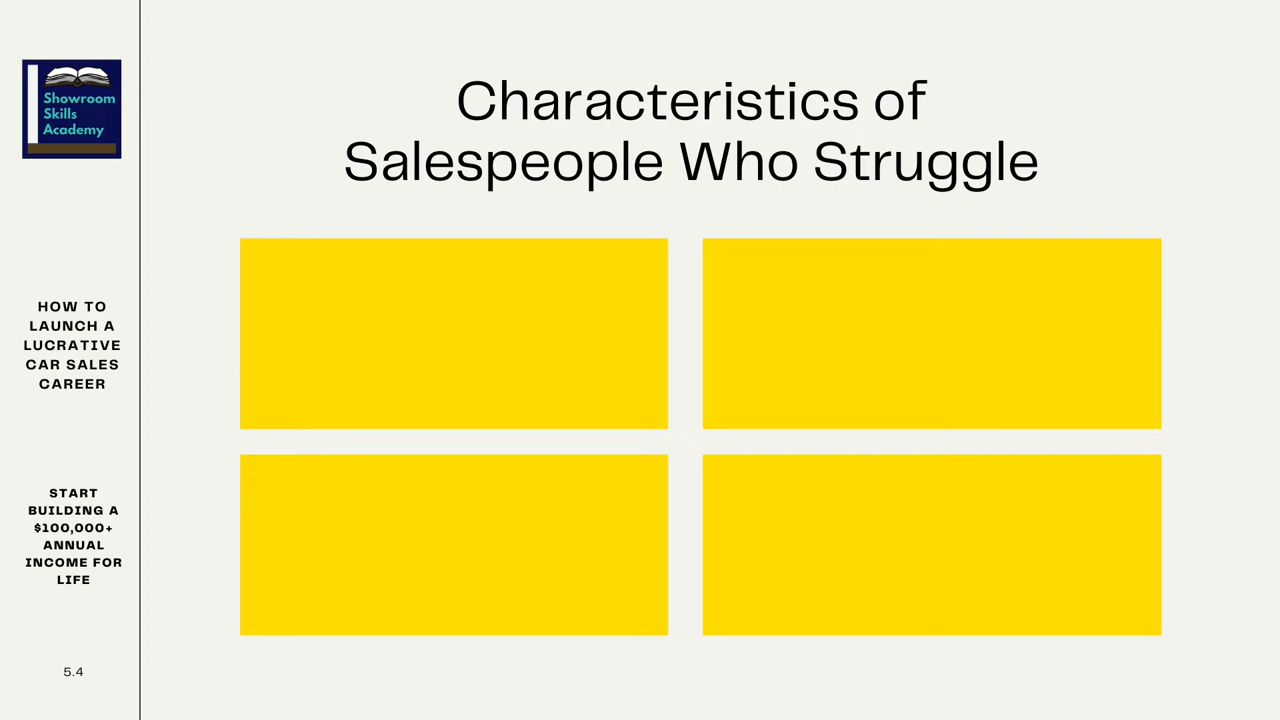 Showroom
Skills
Academy
Characteristics of
Salespeople Who Struggle
HOW TO
LAUNCH A
LUCRATIVE
CAR SALES
CAREER
START
BUILDING A
$100,000+
ANNUAL
INCOME FOR
LIFE
5.4